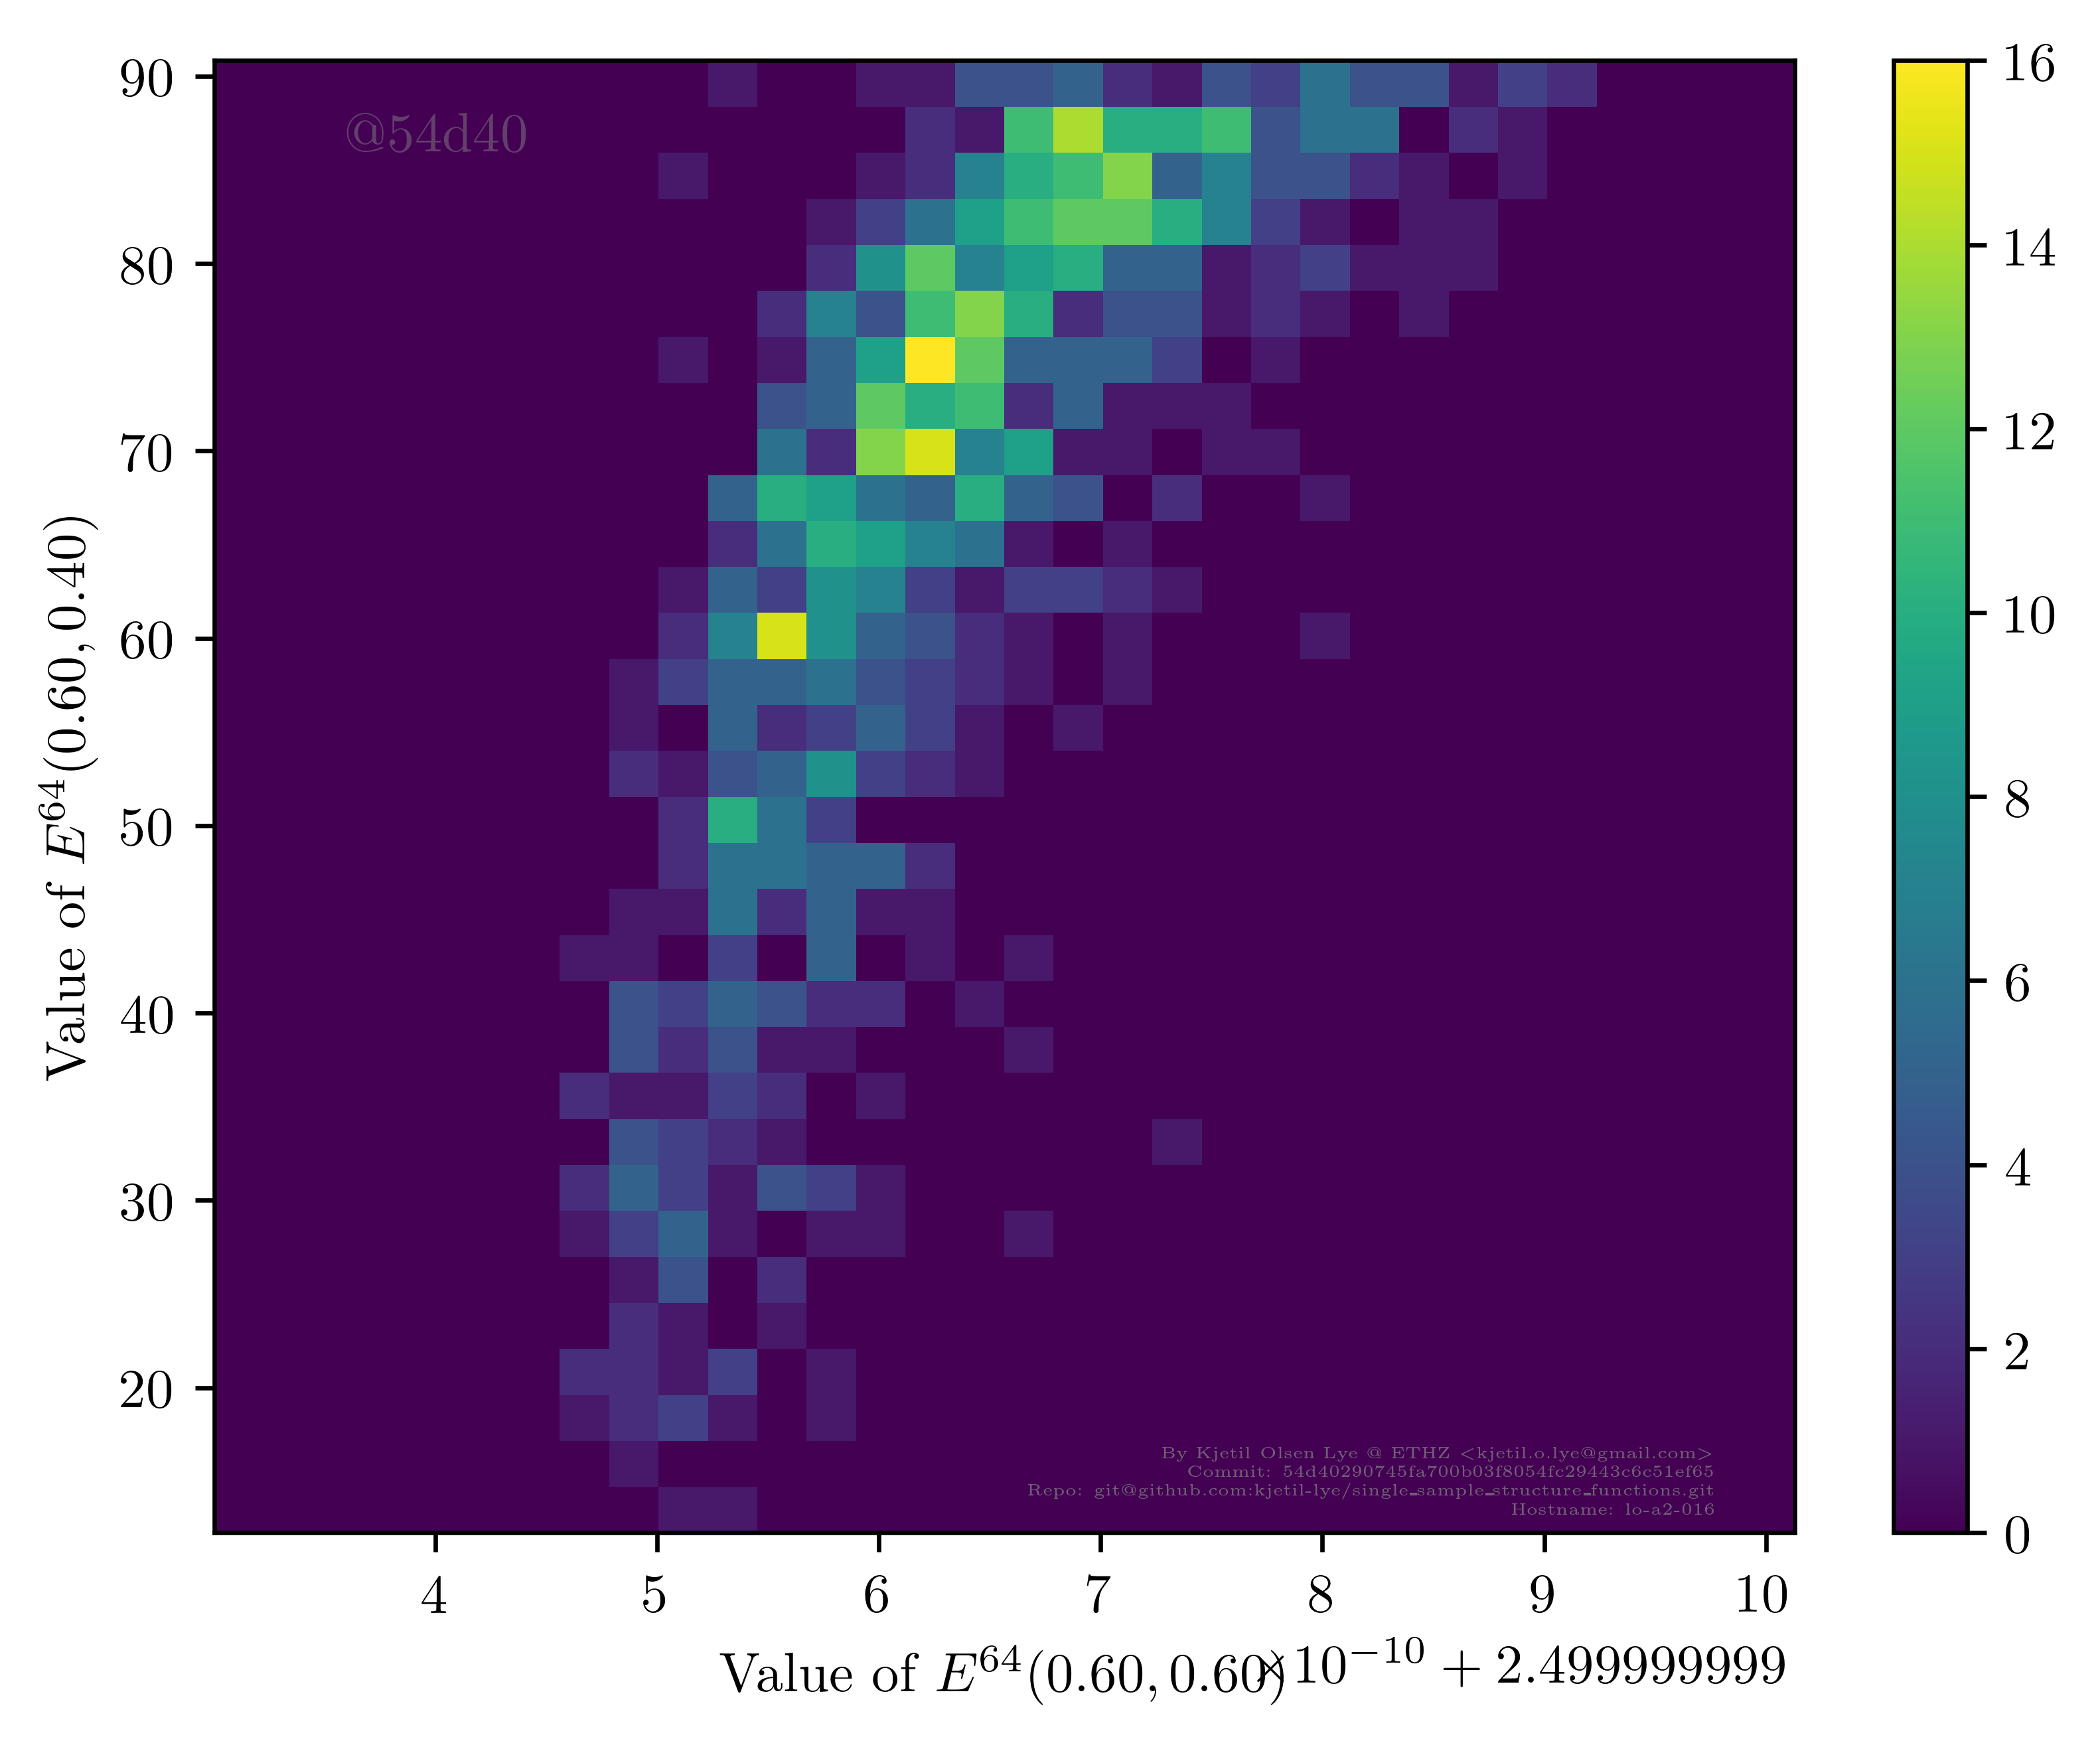 @54d40
90
80
70
60
50
40
30
20
Value of E^64(0.60, 0.40)
4 5 6 7 8 9 10
Value of E^64(0.60, 0.60)
×10^−10 + 2.499999999
16
14
12
10
8
6
4
2
0
By Kjetil Olsen Lye @ ETHZ <kjetil.o.lye@gmail.com>
Commit: 54d40290745fa700b03f8054fc29443c6c51ef65
Repo: git@github.com:kjetil-lye/single_sample_structure_functions.git
Hostname: lo-a2-016